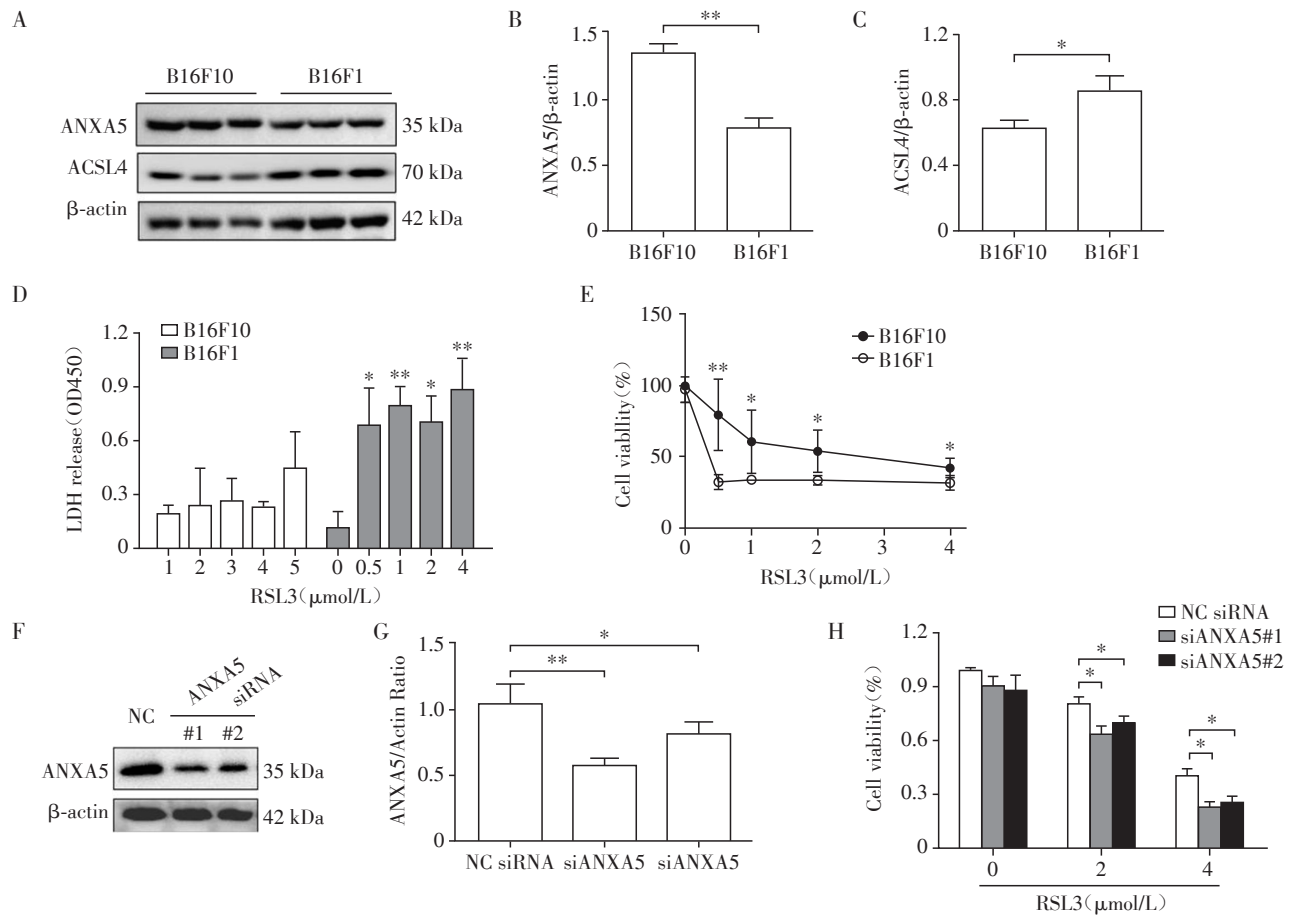 A
B16F10 B16F1
ANXA5 35 kDa
ACSL4 70 kDa
β-actin 42 kDa
B
**
1.5
1.0
0.5
0
ANXA5/β-actin
B16F10 B16F1
C
*
1.2
0.8
0.4
0
ACSL4/β-actin
B16F10 B16F1
D
B16F10
B16F1
1.2
0.9
0.6
0.3
0
LDH release(OD450)
* ** * **
1 2 3 4 5 0 0.5 1 2 4
RSL3(μmol/L)
E
B16F10
B16F1
150
100
50
0
Cell viabllity(%)
** * * *
0 1 2 3 4
RSL3(μmol/L)
F
NC ANXA5 siRNA
#1 #2
ANXA5 35 kDa
β-actin 42 kDa
G
*
**
1.5
1.0
0.5
0
ANXA5/Actin Ratio
NC siRNA siANXA5 siANXA5
H
NC siRNA
siANXA5#1
siANXA5#2
1.2
0.9
0.6
0.3
0
Cell viability(%)
*
*
*
*
0 2 4
RSL3(μmol/L)